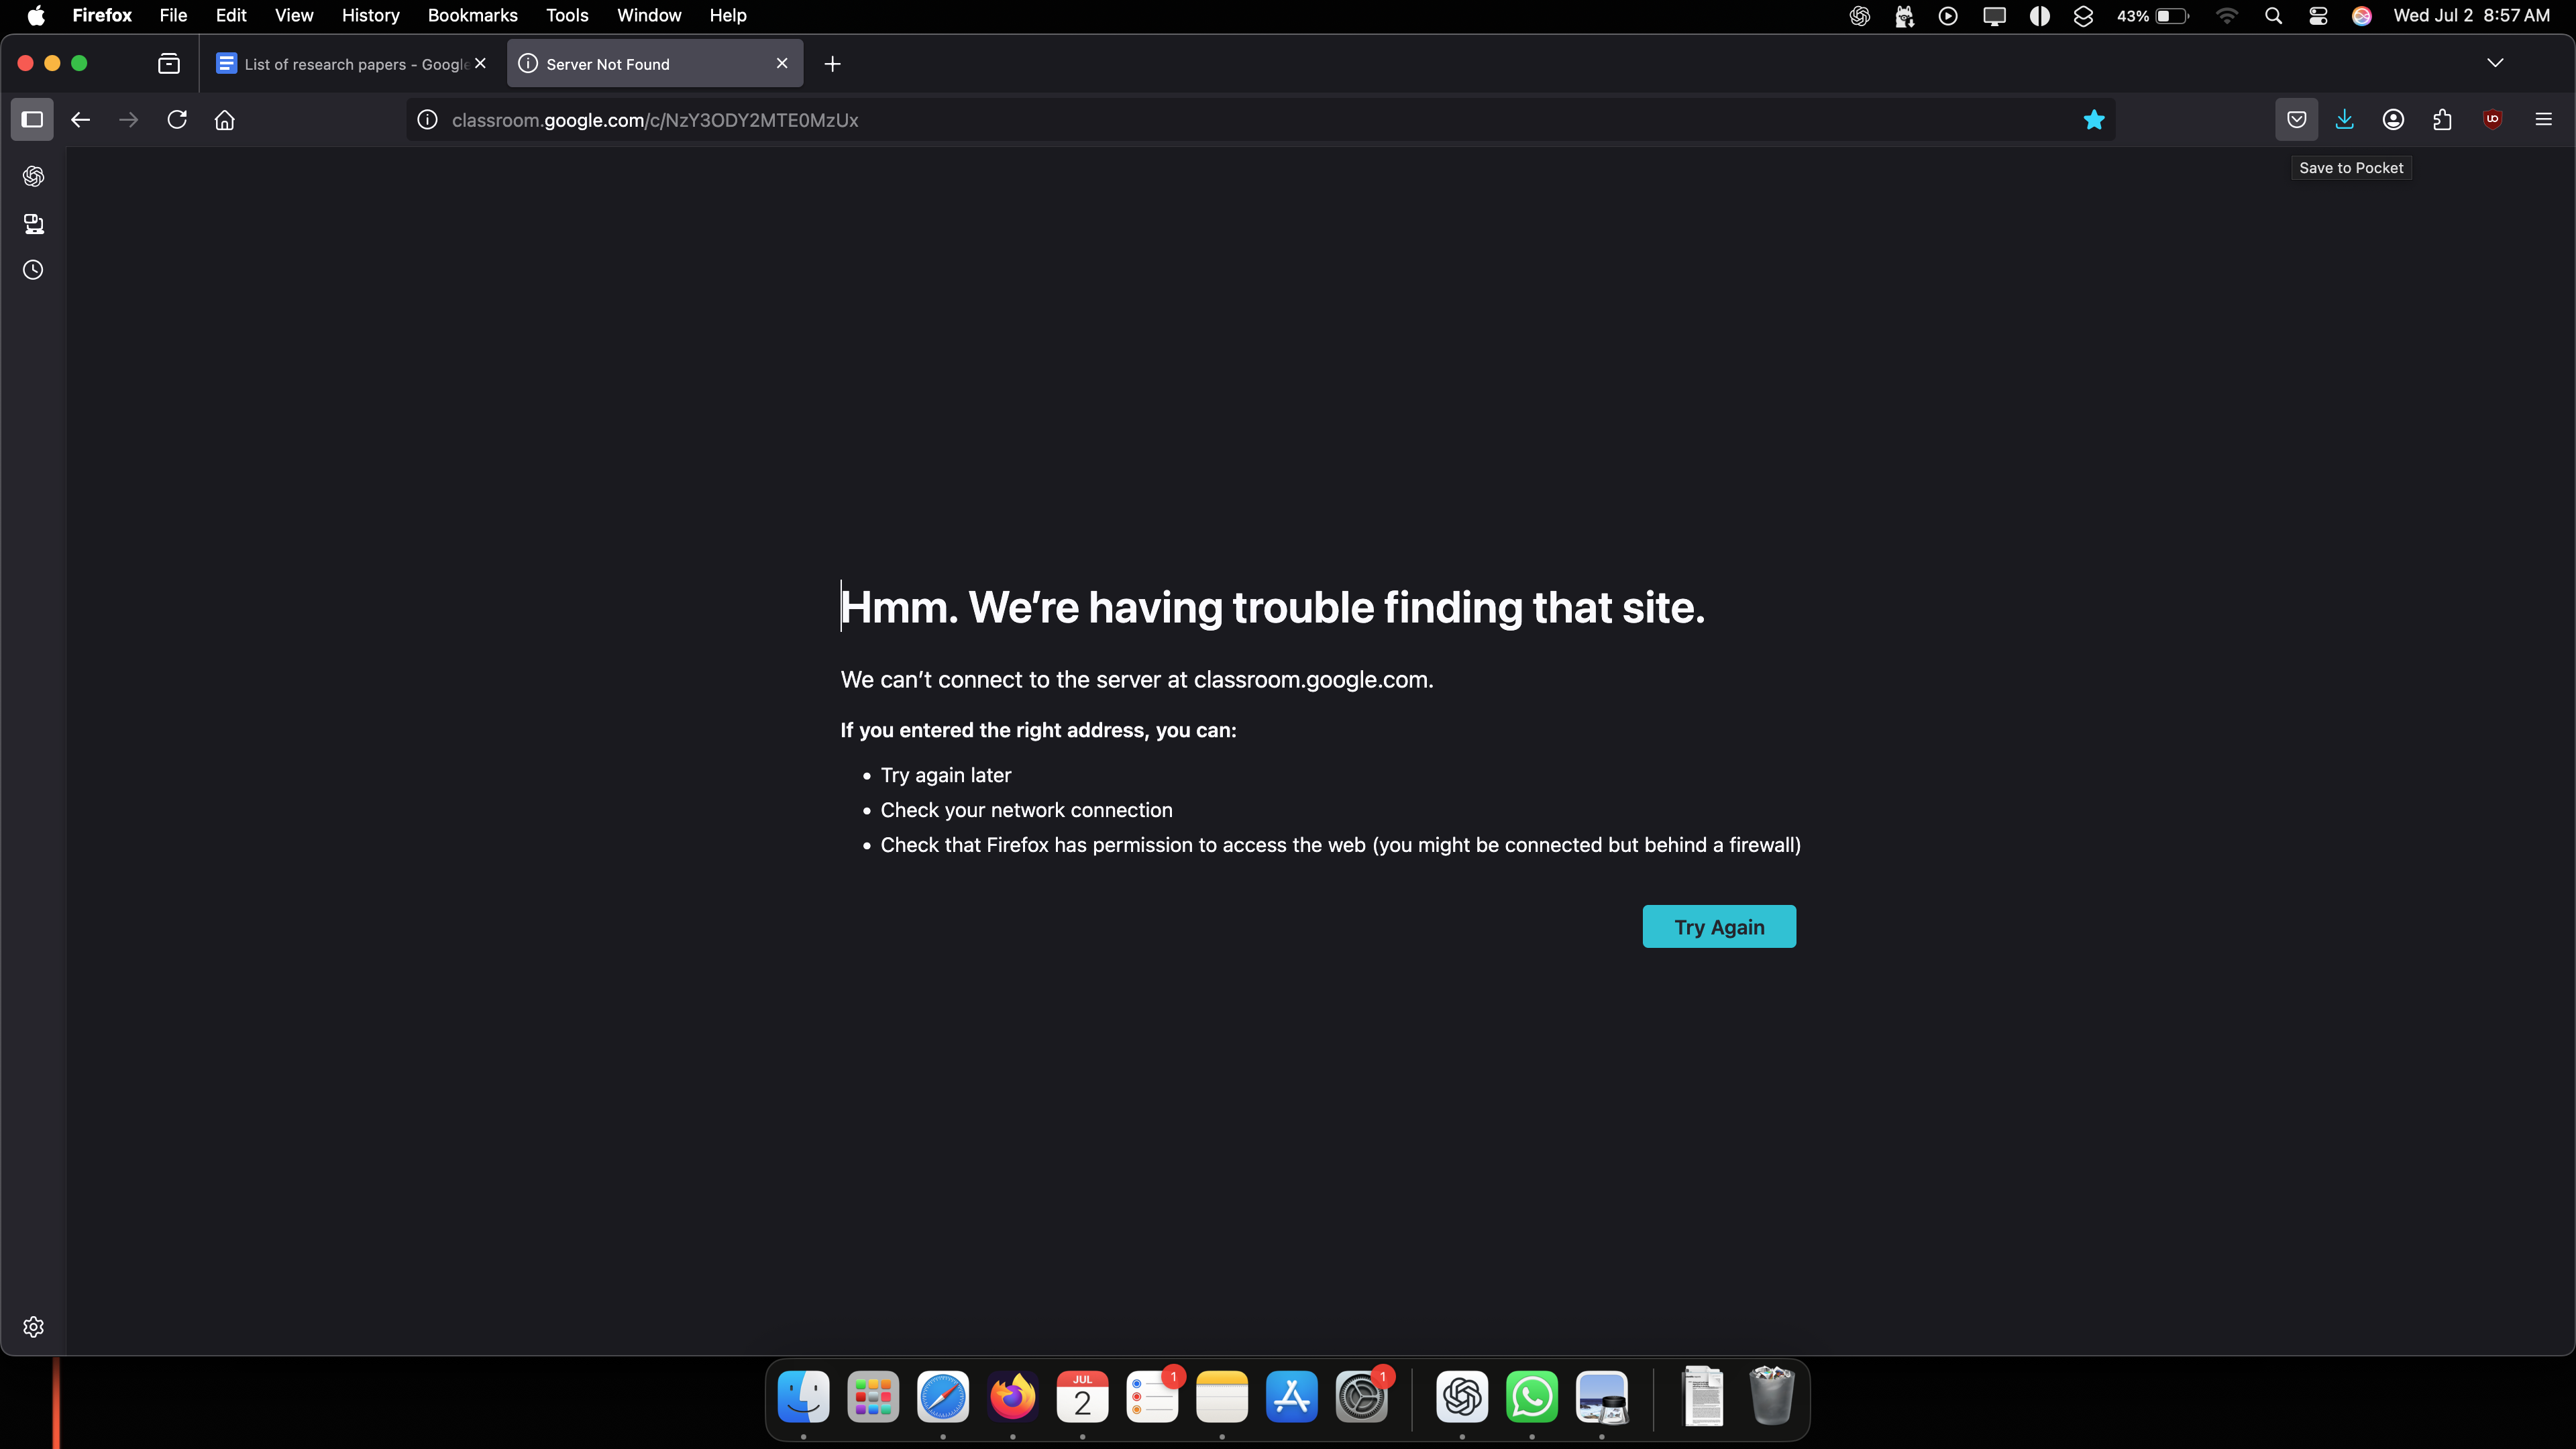 Firefox File Edit View History Bookmarks Tools Window Help 43% Wed Jul 2 8:57 AM
List of research papers - Google
Server Not Found
classroom.google.com/c/NzY3ODY2MTE0MzUx
Save to Pocket
Hmm. We’re having trouble finding that site.
We can’t connect to the server at classroom.google.com.
If you entered the right address, you can:
• Try again later
• Check your network connection
• Check that Firefox has permission to access the web (you might be connected but behind a firewall)
Try Again
JUL
2
1
1